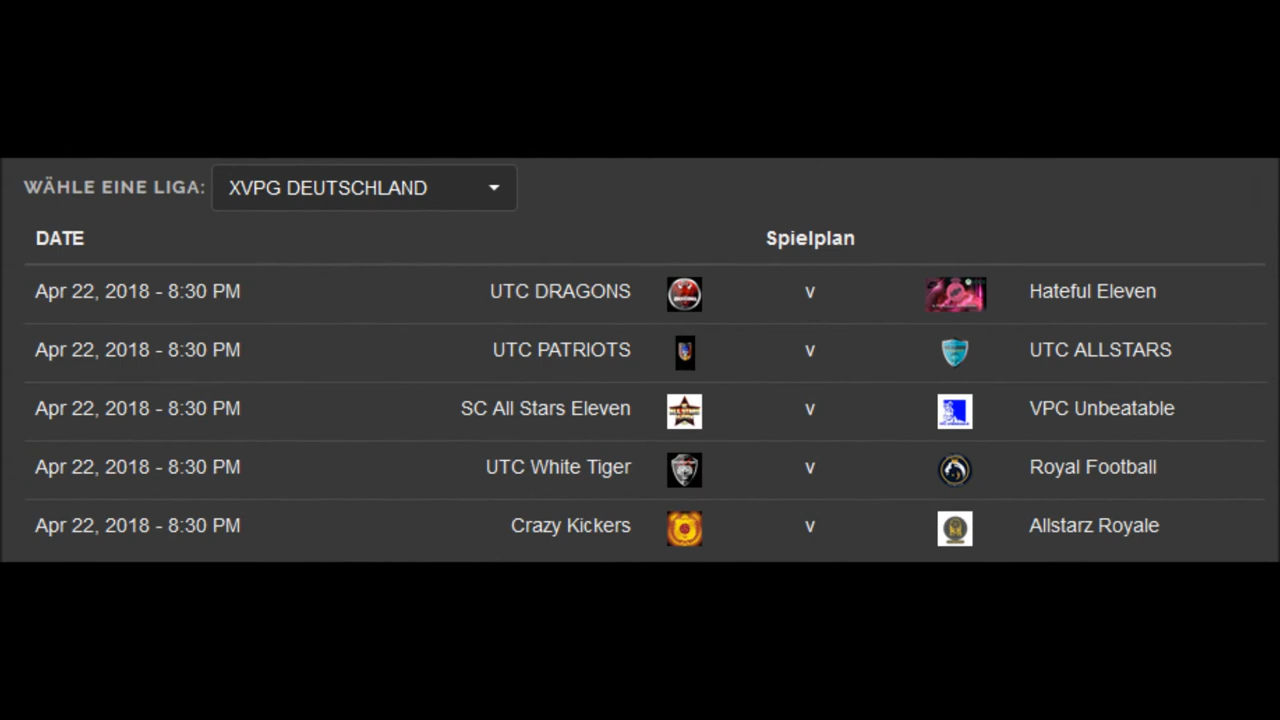 WÄHLE EINE LIGA: XVPG DEUTSCHLAND
DATE Spielplan
Apr 22, 2018 - 8:30 PM UTC DRAGONS v Hateful Eleven
Apr 22, 2018 - 8:30 PM UTC PATRIOTS v UTC ALLSTARS
Apr 22, 2018 - 8:30 PM SC All Stars Eleven v VPC Unbeatable
Apr 22, 2018 - 8:30 PM UTC White Tiger v Royal Football
Apr 22, 2018 - 8:30 PM Crazy Kickers v Allstarz Royale